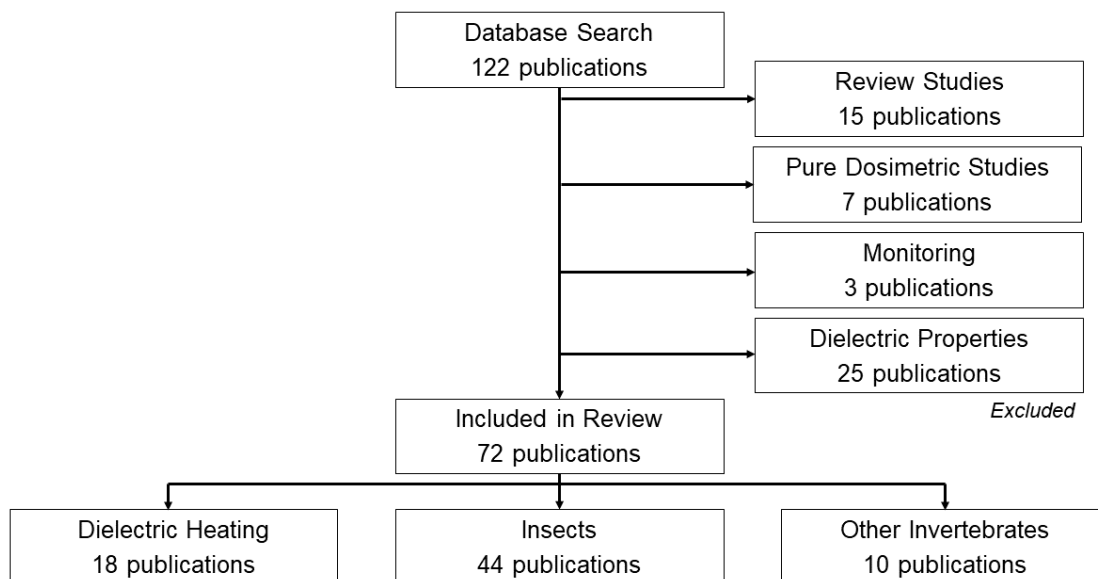 Database Search
122 publications
Review Studies
15 publications
Pure Dosimetric Studies
7 publications
Monitoring
3 publications
Dielectric Properties
25 publications
Excluded
Included in Review
72 publications
Dielectric Heating
18 publications
Insects
44 publications
Other Invertebrates
10 publications